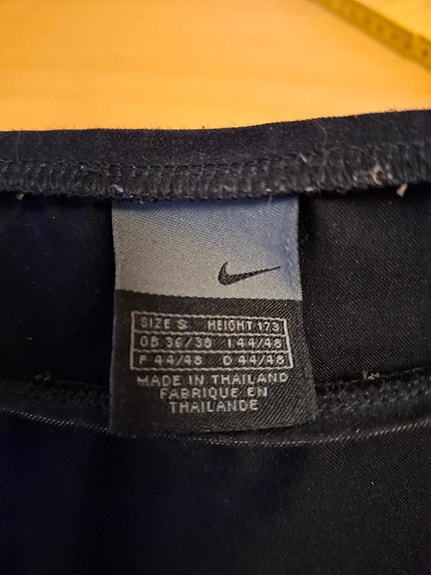 SIZE S HEIGHT 173
GB 36/38 I 44/48
F 44/48 D 44/48
MADE IN THAILAND
FABRIQUE EN
THAILANDE